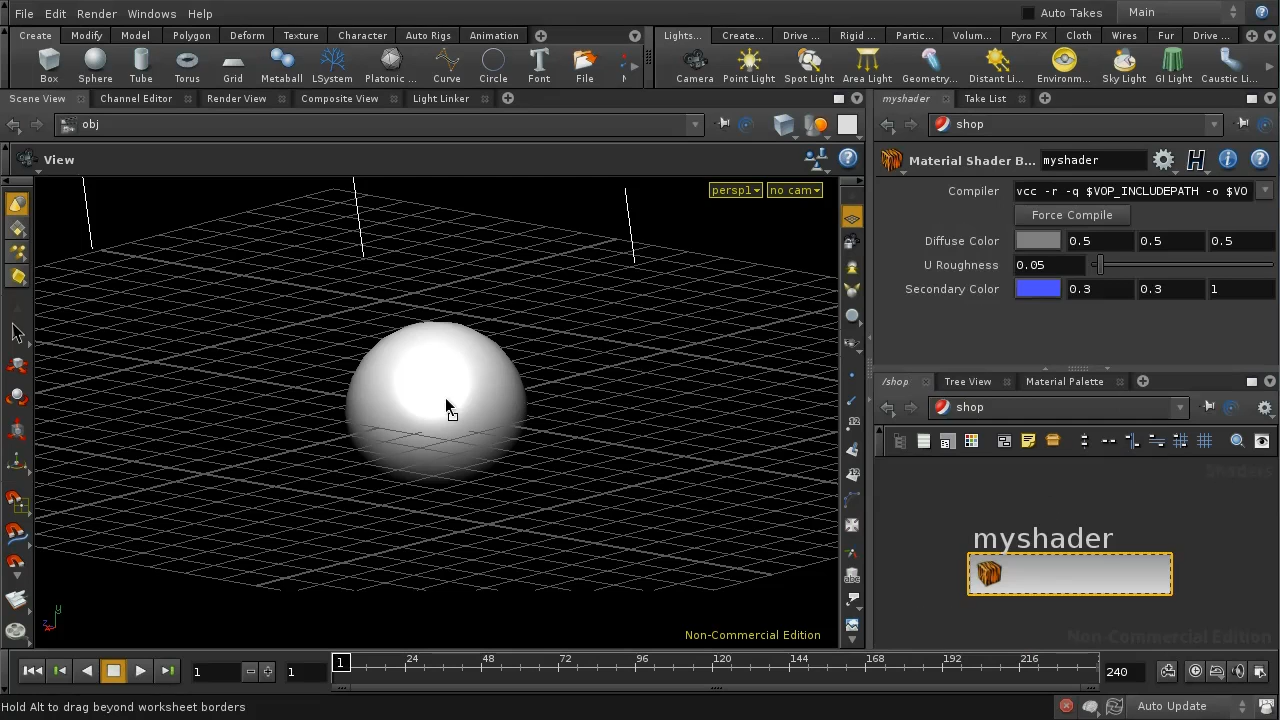 File Edit Render Windows Help Auto Takes Main
Create Modify Model Polygon Deform Texture Character Auto Rigs Animation Lights... Create... Drive ... Rigid ... Partic... Volum... Pyro FX Cloth Wires Fur Drive ...
Box Sphere Tube Torus Grid Metaball LSystem Platonic ... Curve Circle Font File Camera Point Light Spot Light Area Light Geometry... Distant Li... Environm... Sky Light GI Light Caustic Li...
Scene View Channel Editor Render View Composite View Light Linker myshader Take List
obj shop
View Material Shader B... myshader
persp1 no cam
Compiler vcc -r -q $VOP_INCLUDEPATH -o $VO
Force Compile
Diffuse Color 0.5 0.5 0.5
U Roughness 0.05
Secondary Color 0.3 0.3 1
/shop Tree View Material Palette
shop
Shaders
myshader
Non-Commercial Edition
Non-Commercial Edition
1 1 1 24 48 72 96 120 144 168 192 216 240
Hold Alt to drag beyond worksheet borders Auto Update